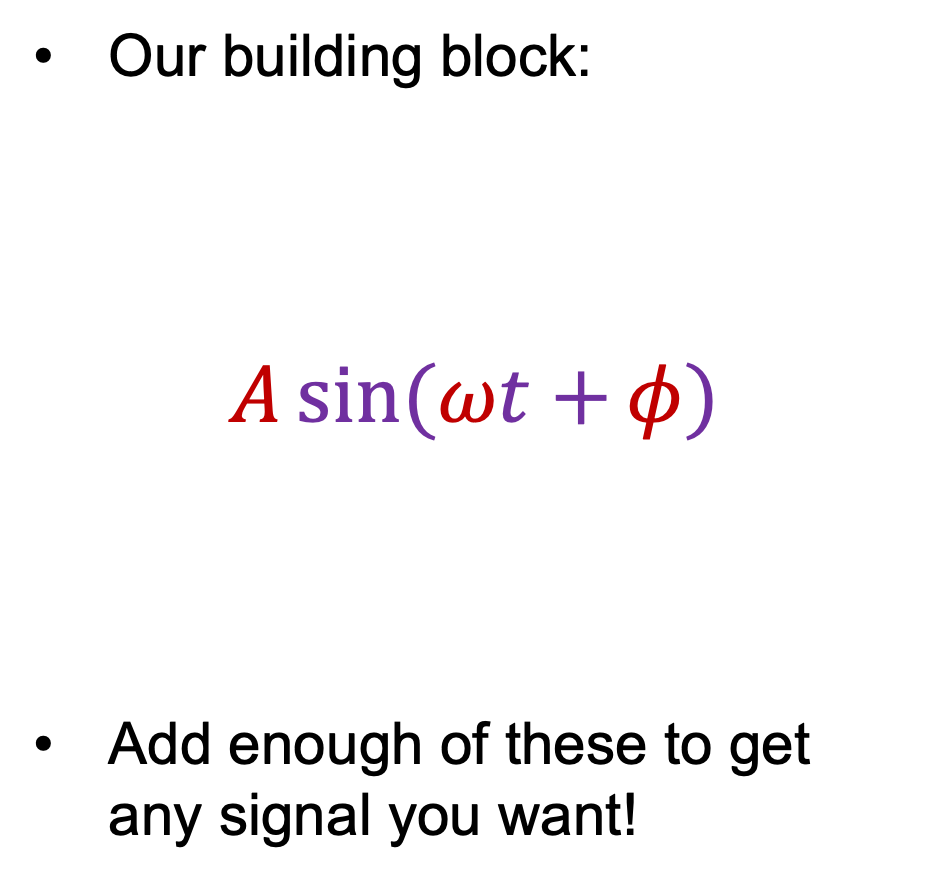 • Our building block:
A sin(ωt + ϕ)
• Add enough of these to get
any signal you want!